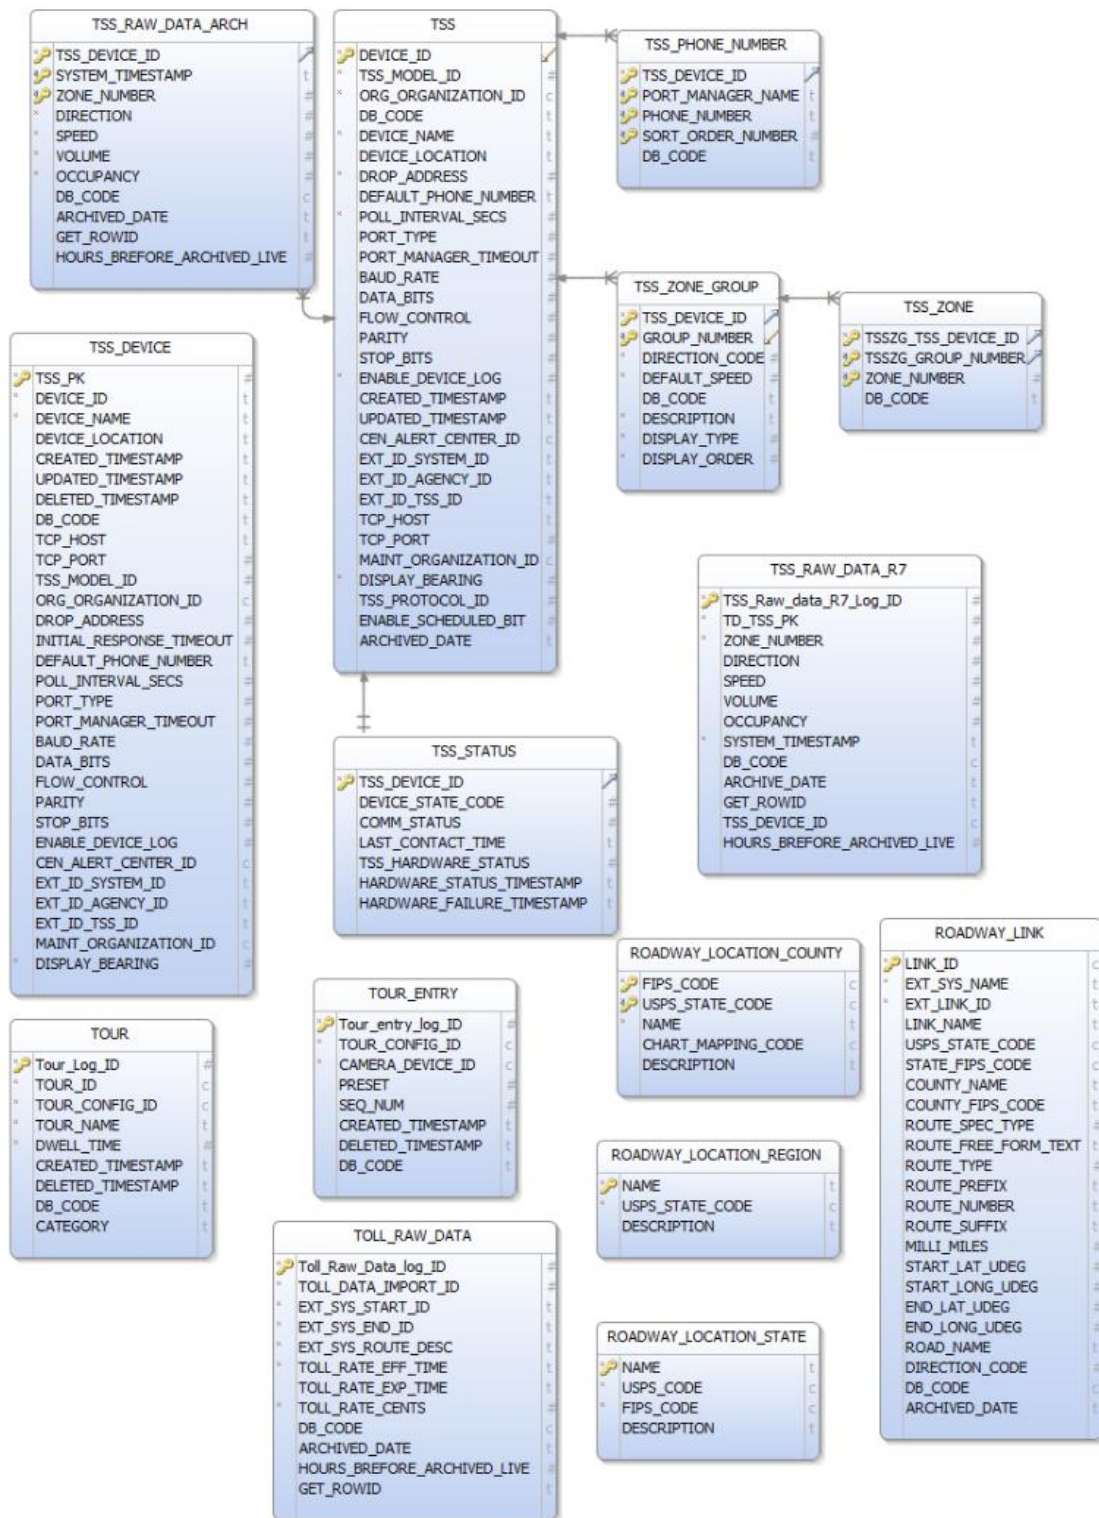 TSS_RAW_DATA_ARCH
TSS_DEVICE_ID
SYSTEM_TIMESTAMP t
ZONE_NUMBER #
* DIRECTION #
* SPEED #
* VOLUME #
* OCCUPANCY #
DB_CODE c
ARCHIVED_DATE t
GET_ROWID t
HOURS_BREFORE_ARCHIVED_LIVE #
TSS
DEVICE_ID
* TSS_MODEL_ID #
* ORG_ORGANIZATION_ID c
DB_CODE t
* DEVICE_NAME t
DEVICE_LOCATION t
* DROP_ADDRESS #
DEFAULT_PHONE_NUMBER t
* POLL_INTERVAL_SECS #
PORT_TYPE #
PORT_MANAGER_TIMEOUT #
BAUD_RATE #
DATA_BITS #
FLOW_CONTROL #
PARITY #
STOP_BITS #
* ENABLE_DEVICE_LOG #
CREATED_TIMESTAMP t
UPDATED_TIMESTAMP t
CEN_ALERT_CENTER_ID c
EXT_ID_SYSTEM_ID t
EXT_ID_AGENCY_ID t
EXT_ID_TSS_ID t
TCP_HOST t
TCP_PORT #
MAINT_ORGANIZATION_ID c
* DISPLAY_BEARING #
TSS_PROTOCOL_ID #
ENABLE_SCHEDULED_BIT #
ARCHIVED_DATE t
TSS_PHONE_NUMBER
TSS_DEVICE_ID
PORT_MANAGER_NAME t
PHONE_NUMBER t
SORT_ORDER_NUMBER #
DB_CODE t
TSS_ZONE_GROUP
TSS_DEVICE_ID
GROUP_NUMBER
* DIRECTION_CODE #
* DEFAULT_SPEED #
DB_CODE t
* DESCRIPTION t
* DISPLAY_TYPE #
* DISPLAY_ORDER #
TSS_ZONE
TSSZG_TSS_DEVICE_ID
TSSZG_GROUP_NUMBER
ZONE_NUMBER #
DB_CODE t
TSS_DEVICE
TSS_PK #
* DEVICE_ID t
* DEVICE_NAME t
DEVICE_LOCATION t
CREATED_TIMESTAMP t
UPDATED_TIMESTAMP t
DELETED_TIMESTAMP t
DB_CODE t
TCP_HOST t
TCP_PORT #
TSS_MODEL_ID #
ORG_ORGANIZATION_ID c
DROP_ADDRESS #
INITIAL_RESPONSE_TIMEOUT #
DEFAULT_PHONE_NUMBER t
POLL_INTERVAL_SECS #
PORT_TYPE #
PORT_MANAGER_TIMEOUT #
BAUD_RATE #
DATA_BITS #
FLOW_CONTROL #
PARITY #
STOP_BITS #
ENABLE_DEVICE_LOG #
CEN_ALERT_CENTER_ID c
EXT_ID_SYSTEM_ID t
EXT_ID_AGENCY_ID t
EXT_ID_TSS_ID t
MAINT_ORGANIZATION_ID c
* DISPLAY_BEARING #
TSS_RAW_DATA_R7
TSS_Raw_data_R7_Log_ID #
* TD_TSS_PK #
* ZONE_NUMBER #
DIRECTION #
SPEED #
VOLUME #
OCCUPANCY #
* SYSTEM_TIMESTAMP t
DB_CODE c
ARCHIVE_DATE t
GET_ROWID t
TSS_DEVICE_ID c
HOURS_BREFORE_ARCHIVED_LIVE #
TSS_STATUS
TSS_DEVICE_ID
DEVICE_STATE_CODE #
COMM_STATUS #
LAST_CONTACT_TIME t
TSS_HARDWARE_STATUS #
HARDWARE_STATUS_TIMESTAMP t
HARDWARE_FAILURE_TIMESTAMP t
ROADWAY_LINK
LINK_ID c
* EXT_SYS_NAME t
* EXT_LINK_ID t
LINK_NAME t
USPS_STATE_CODE c
STATE_FIPS_CODE c
COUNTY_NAME t
COUNTY_FIPS_CODE t
ROUTE_SPEC_TYPE #
ROUTE_FREE_FORM_TEXT t
ROUTE_TYPE #
ROUTE_PREFIX t
ROUTE_NUMBER t
ROUTE_SUFFIX t
MILLI_MILES #
START_LAT_UDEG #
START_LONG_UDEG #
END_LAT_UDEG #
END_LONG_UDEG #
ROAD_NAME t
DIRECTION_CODE #
DB_CODE c
ARCHIVED_DATE t
ROADWAY_LOCATION_COUNTY
FIPS_CODE c
USPS_STATE_CODE c
* NAME t
CHART_MAPPING_CODE c
DESCRIPTION t
TOUR
Tour_Log_ID #
* TOUR_ID c
* TOUR_CONFIG_ID c
* TOUR_NAME t
* DWELL_TIME #
CREATED_TIMESTAMP t
DELETED_TIMESTAMP t
DB_CODE t
CATEGORY t
TOUR_ENTRY
Tour_entry_log_ID #
* TOUR_CONFIG_ID c
* CAMERA_DEVICE_ID c
PRESET #
SEQ_NUM #
CREATED_TIMESTAMP t
DELETED_TIMESTAMP t
DB_CODE t
ROADWAY_LOCATION_REGION
NAME t
* USPS_STATE_CODE c
DESCRIPTION t
TOLL_RAW_DATA
Toll_Raw_Data_log_ID #
* TOLL_DATA_IMPORT_ID #
* EXT_SYS_START_ID t
* EXT_SYS_END_ID t
* EXT_SYS_ROUTE_DESC t
* TOLL_RATE_EFF_TIME t
TOLL_RATE_EXP_TIME t
* TOLL_RATE_CENTS #
DB_CODE c
ARCHIVED_DATE t
HOURS_BREFORE_ARCHIVED_LIVE #
GET_ROWID t
ROADWAY_LOCATION_STATE
NAME t
* USPS_CODE c
* FIPS_CODE c
DESCRIPTION t